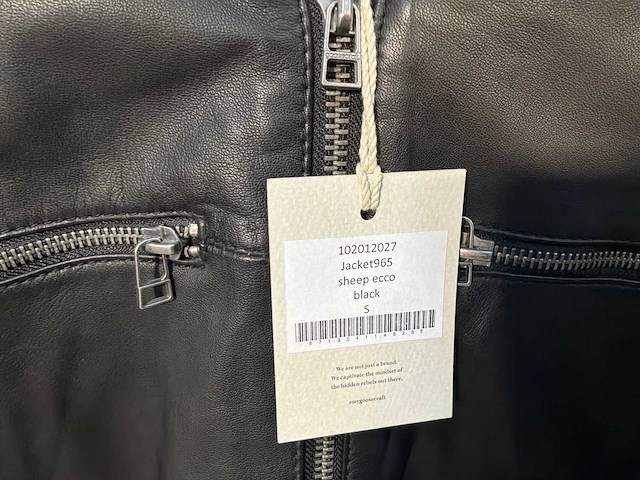 102012027
Jacket965
sheep ecco
black
S
We are not just a brand.
We captivate the mindset of
the hidden rebels out there.